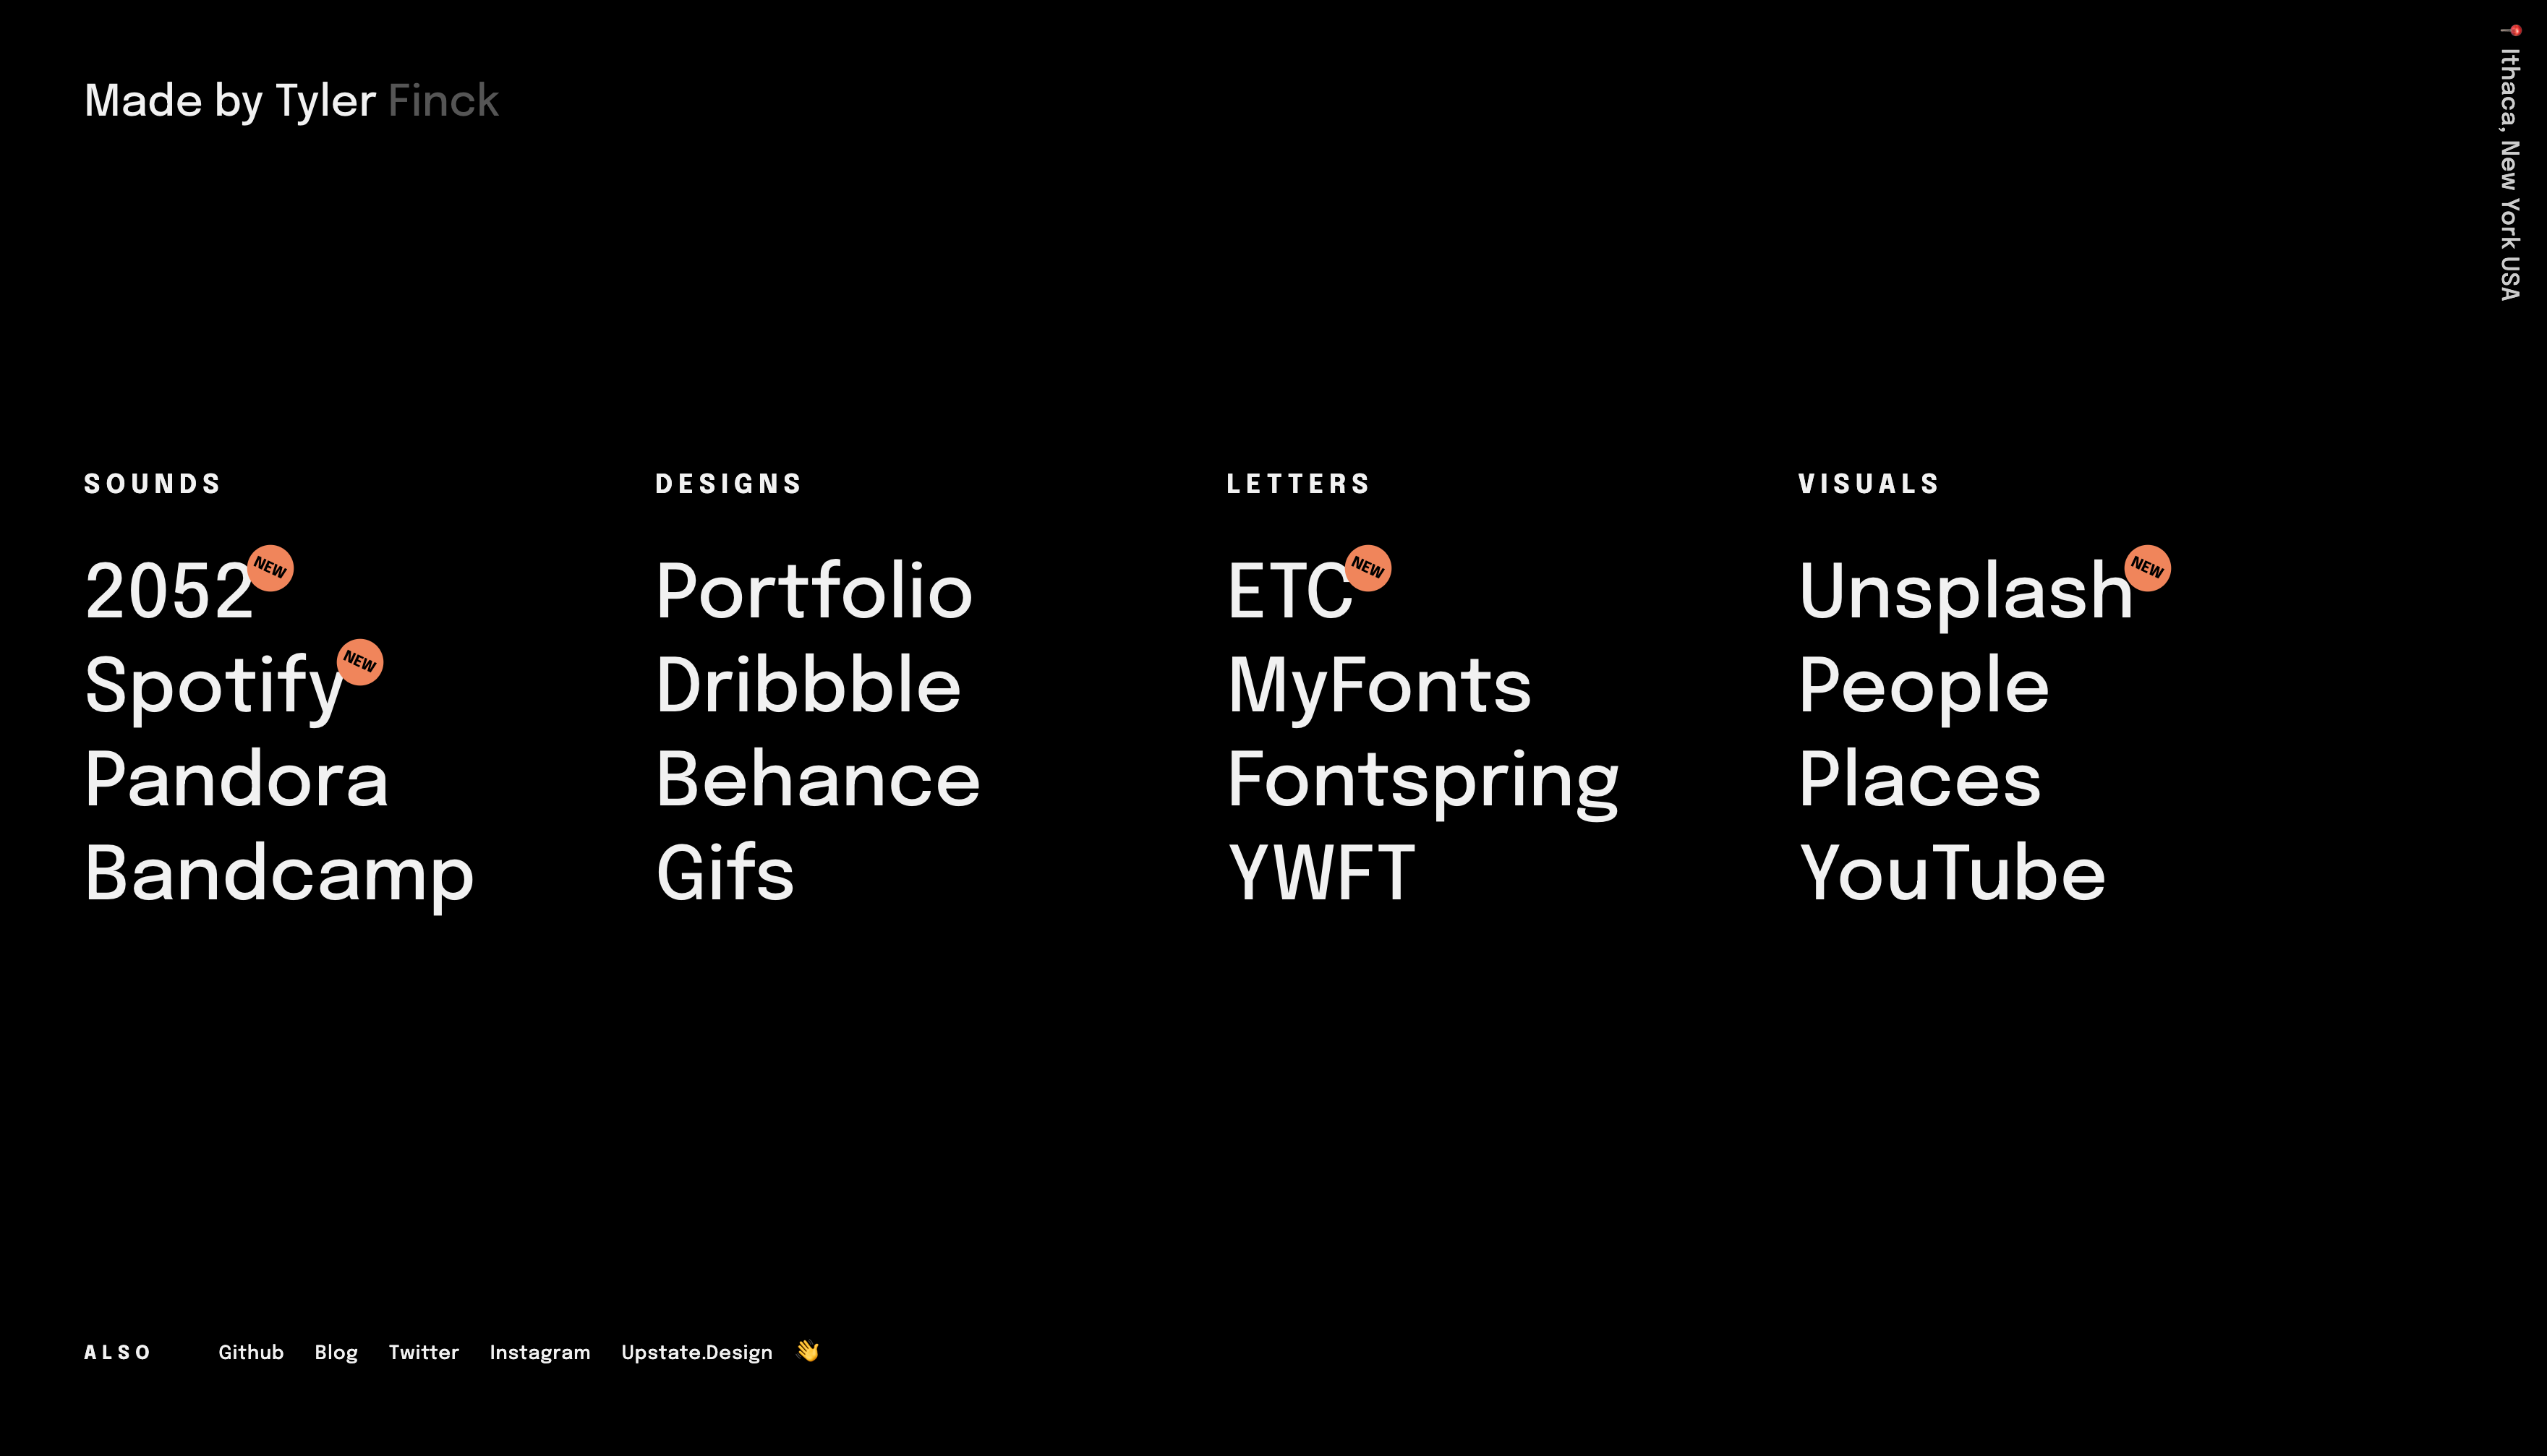 Made by Tyler Finck
📍 Ithaca, New York USA
SOUNDS
2052 NEW
Spotify NEW
Pandora
Bandcamp
DESIGNS
Portfolio
Dribbble
Behance
Gifs
LETTERS
ETC NEW
MyFonts
Fontspring
YWFT
VISUALS
Unsplash NEW
People
Places
YouTube
ALSO Github Blog Twitter Instagram Upstate.Design 👋